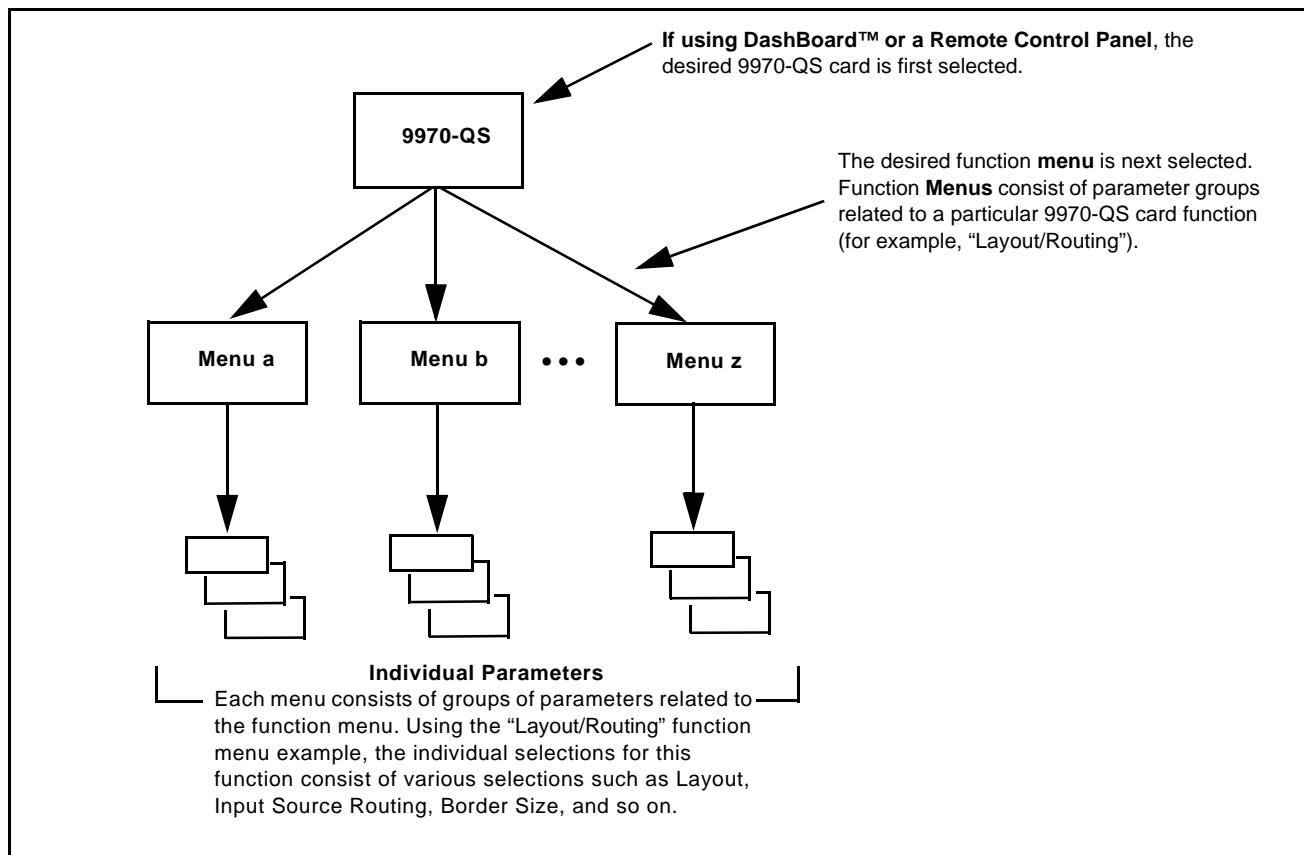 If using DashBoard™ or a Remote Control Panel, the
desired 9970-QS card is first selected.
9970-QS
The desired function menu is next selected.
Function Menus consist of parameter groups
related to a particular 9970-QS card function
(for example, “Layout/Routing”).
Menu a
Menu b
•••
Menu z
Individual Parameters
Each menu consists of groups of parameters related to
the function menu. Using the “Layout/Routing” function
menu example, the individual selections for this
function consist of various selections such as Layout,
Input Source Routing, Border Size, and so on.